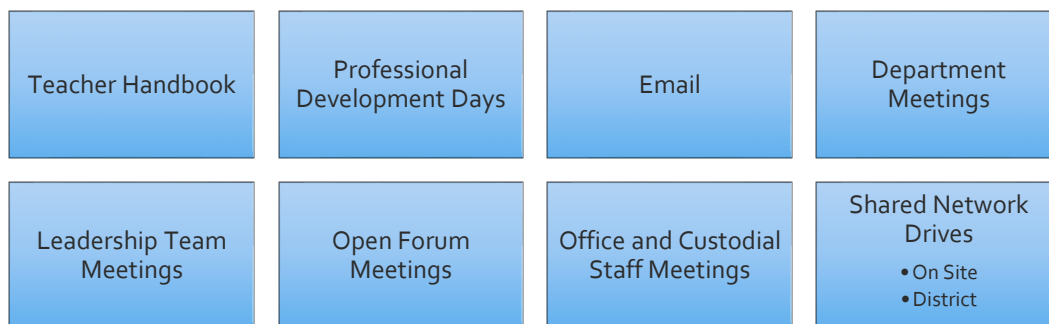 Teacher Handbook
Professional
Development Days
Email
Department
Meetings
Leadership Team
Meetings
Open Forum
Meetings
Office and Custodial
Staff Meetings
Shared Network
Drives
• On Site
• District